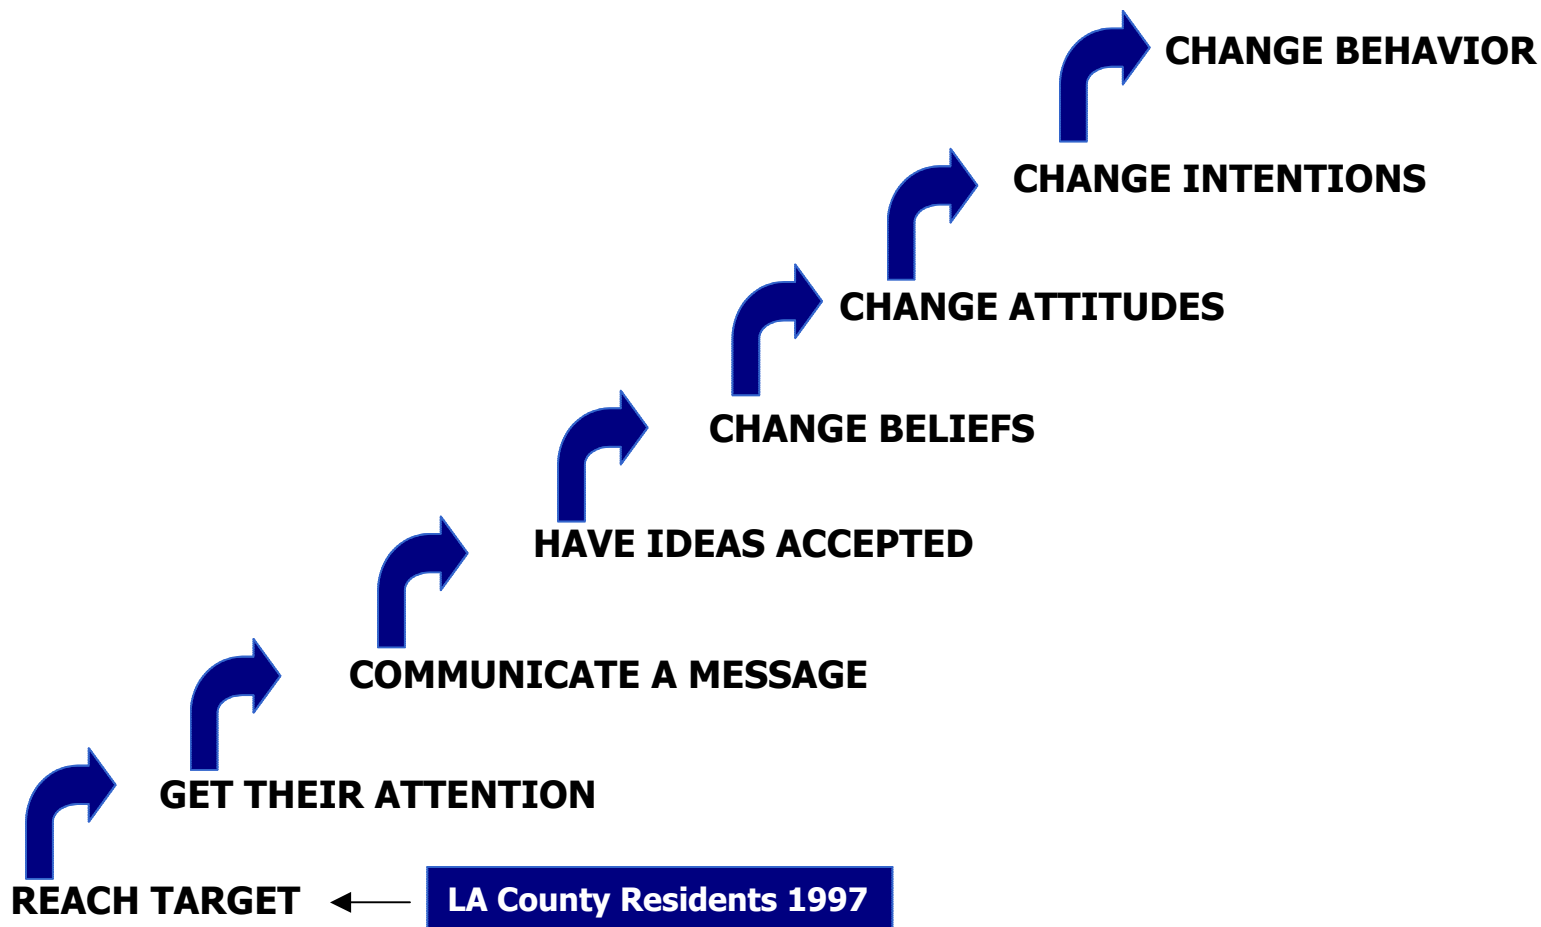 CHANGE BEHAVIOR
CHANGE INTENTIONS
CHANGE ATTITUDES
CHANGE BELIEFS
HAVE IDEAS ACCEPTED
COMMUNICATE A MESSAGE
GET THEIR ATTENTION
REACH TARGET
LA County Residents 1997